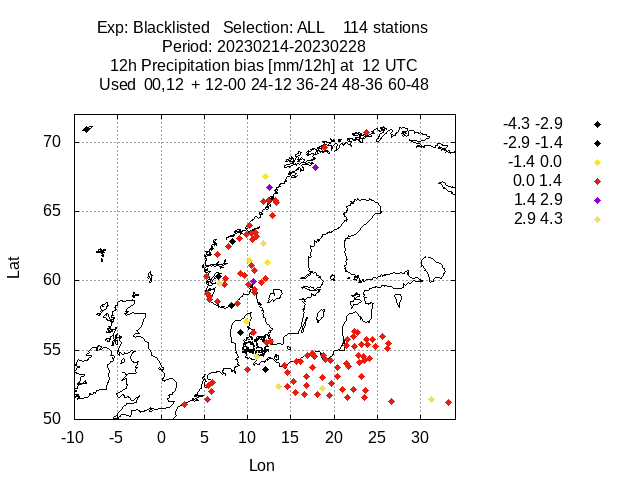 Exp: Blacklisted   Selection: ALL    114 stations
Period: 20230214-20230228
12h Precipitation bias [mm/12h] at  12 UTC
Used  00,12  + 12-00 24-12 36-24 48-36 60-48
-4.3 -2.9
-2.9 -1.4
-1.4 0.0
0.0 1.4
1.4 2.9
2.9 4.3
70
65
60
55
50
Lat
-10 -5 0 5 10 15 20 25 30
Lon